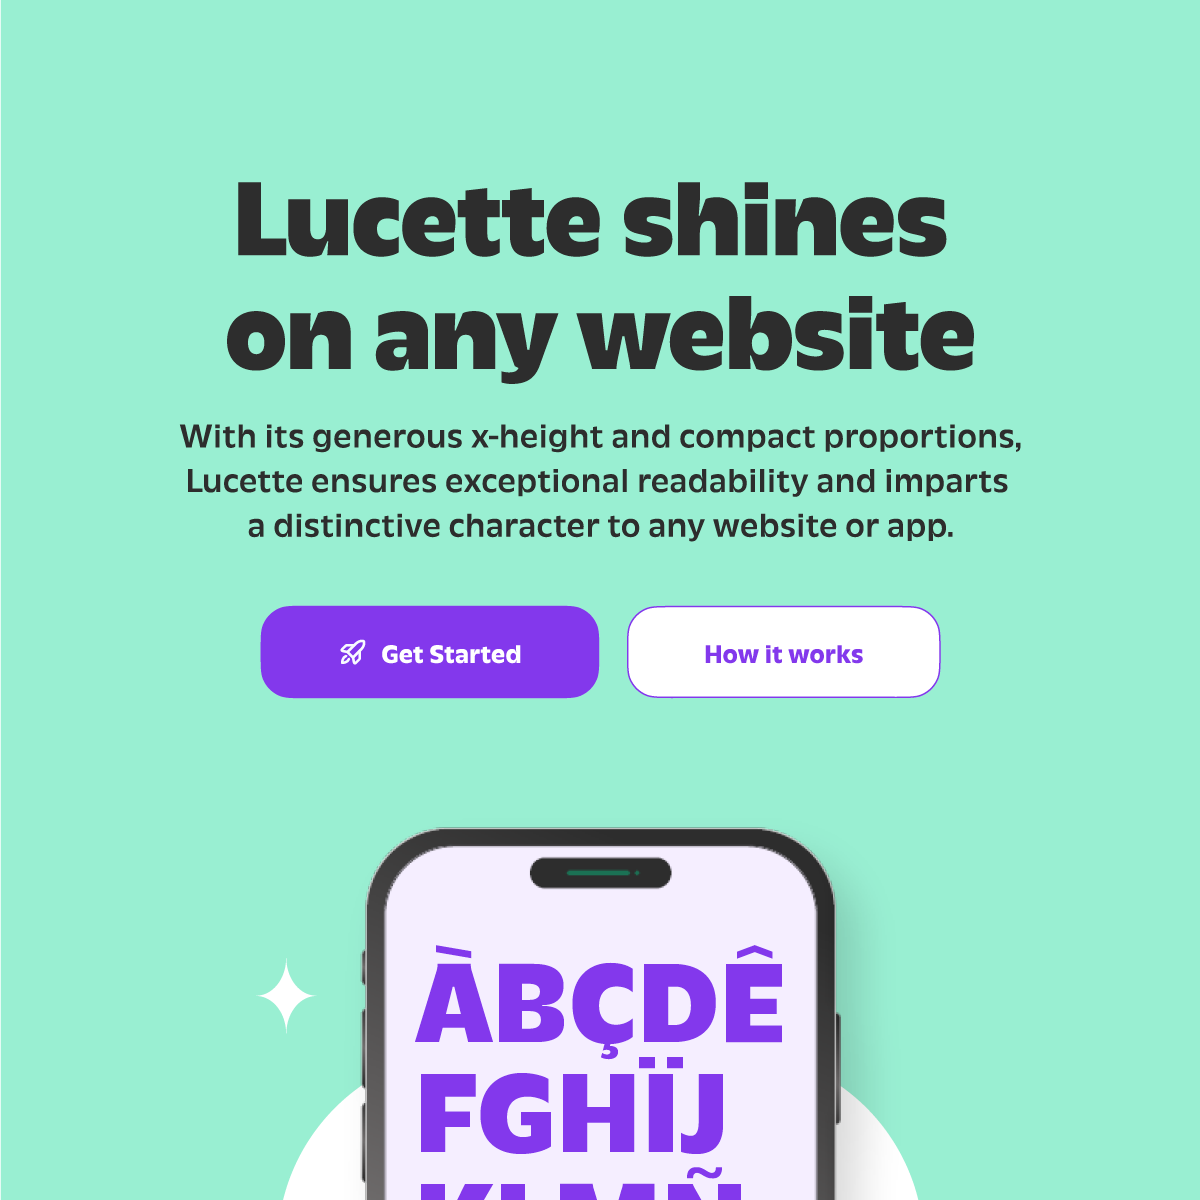 Lucette shines
on any website
With its generous x-height and compact proportions,
Lucette ensures exceptional readability and imparts
a distinctive character to any website or app.
Get Started
How it works
ÀBÇDÊ
FGHÏJ
KLMÑ